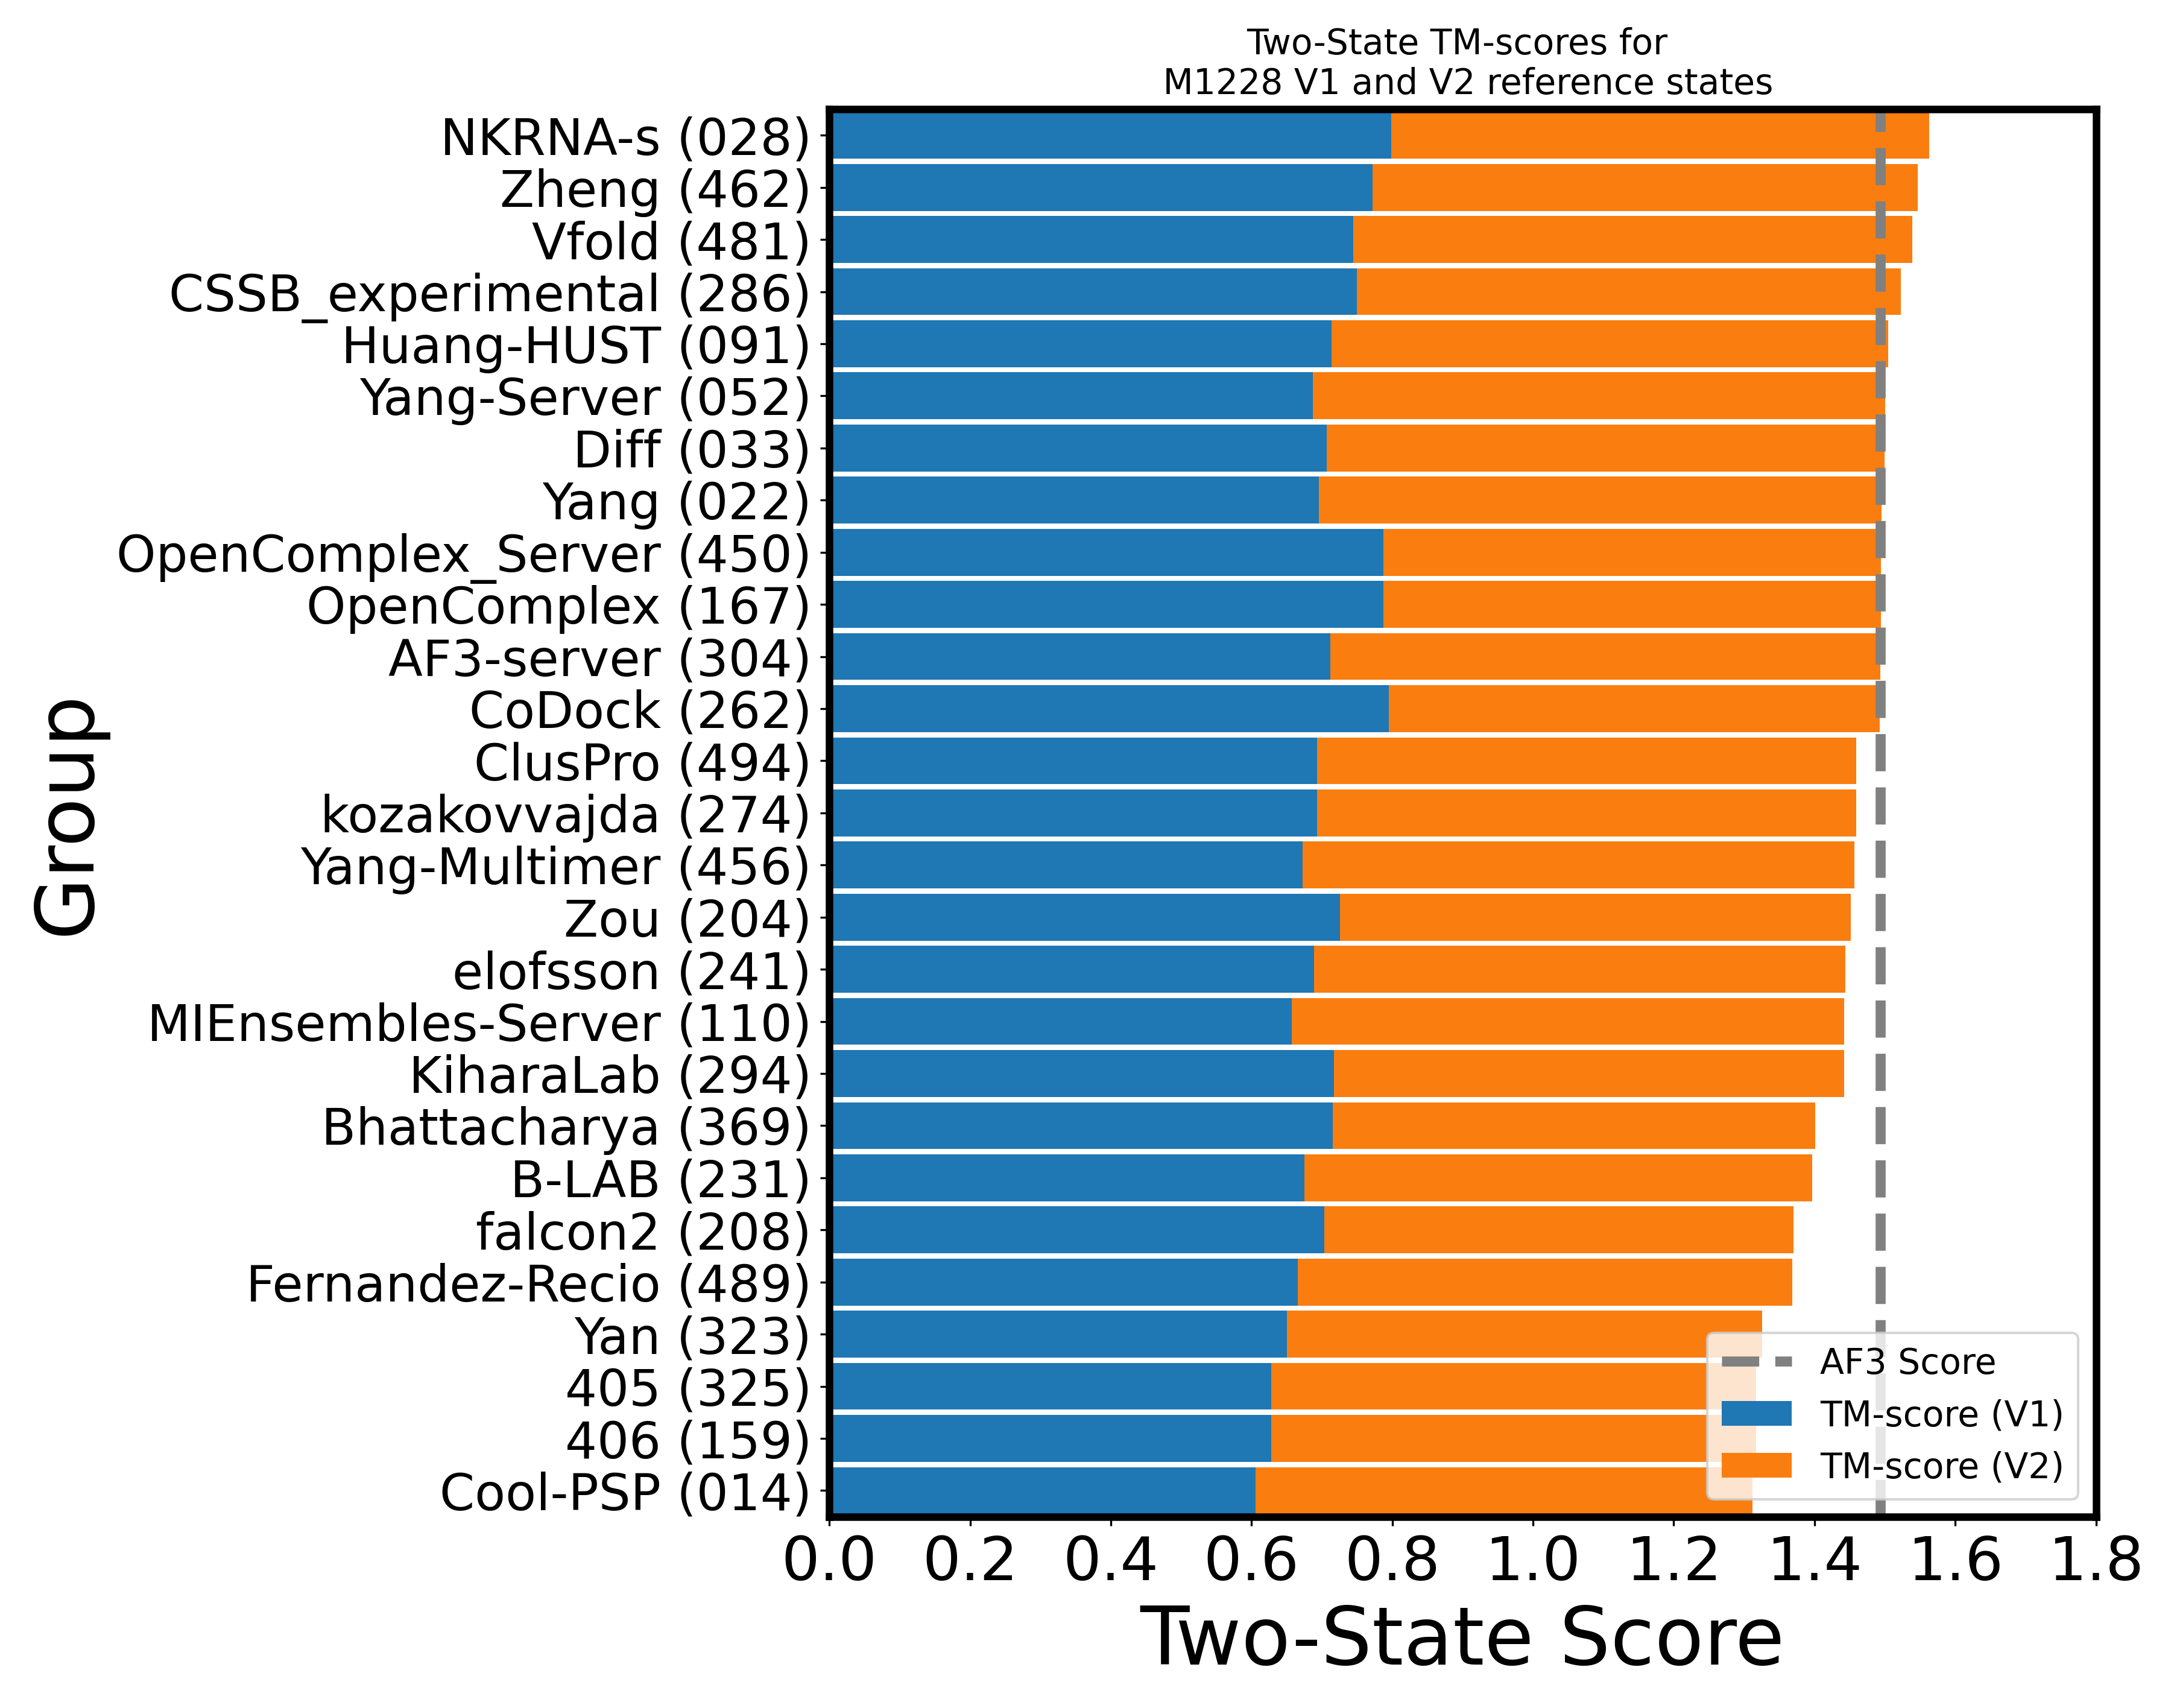 Two-State TM-scores for
M1228 V1 and V2 reference states
NKRNA-s (028)
Zheng (462)
Vfold (481)
CSSB_experimental (286)
Huang-HUST (091)
Yang-Server (052)
Diff (033)
Yang (022)
OpenComplex_Server (450)
OpenComplex (167)
AF3-server (304)
CoDock (262)
ClusPro (494)
kozakovvajda (274)
Yang-Multimer (456)
Zou (204)
elofsson (241)
MIEnsembles-Server (110)
KiharaLab (294)
Bhattacharya (369)
B-LAB (231)
falcon2 (208)
Fernandez-Recio (489)
Yan (323)
405 (325)
406 (159)
Cool-PSP (014)
Group
AF3 Score
TM-score (V1)
TM-score (V2)
0.0 0.2 0.4 0.6 0.8 1.0 1.2 1.4 1.6 1.8
Two-State Score